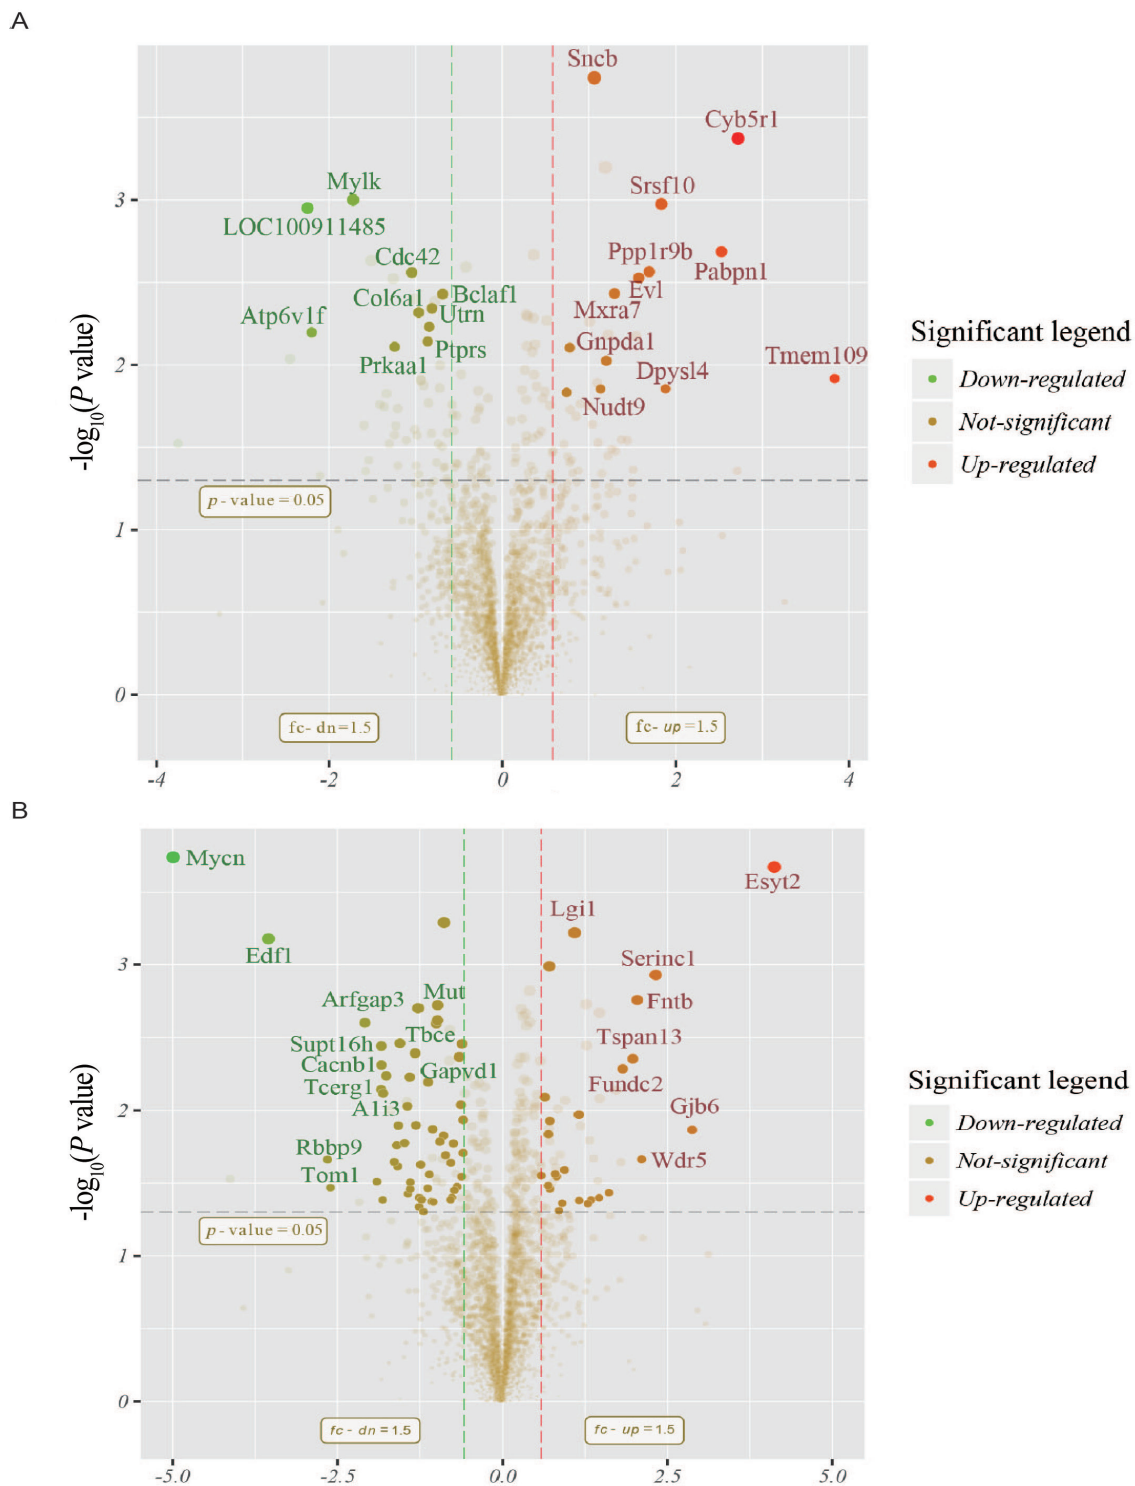 A
Sncb
Cyb5r1
Mylk
Srsf10
LOC100911485
Cdc42
Ppp1r9b
Pabpn1
Col6a1
Bclaf1
Evl
Atp6v1f
Utrn
Mxra7
Prkaa1
Ptprs
Gnpda1
Tmem109
Dpysl4
Nudt9
3
2
1
0
-log10(P value)
p - value = 0.05
fc- dn=1.5
fc- up=1.5
-4
-2
0
2
4
Significant legend
Down-regulated
Not-significant
Up-regulated
B
Mycn
Esyt2
Lgi1
Edf1
Serinc1
Arfgap3
Mut
Fntb
Supt16h
Tbce
Tspan13
Cacnb1
Gapvd1
Tcerg1
Fundc2
A1i3
Gjb6
Rbbp9
Wdr5
Tom1
3
2
1
0
-log10(P value)
p - value = 0.05
fc - dn = 1.5
fc - up = 1.5
-5.0
-2.5
0.0
2.5
5.0
Significant legend
Down-regulated
Not-significant
Up-regulated